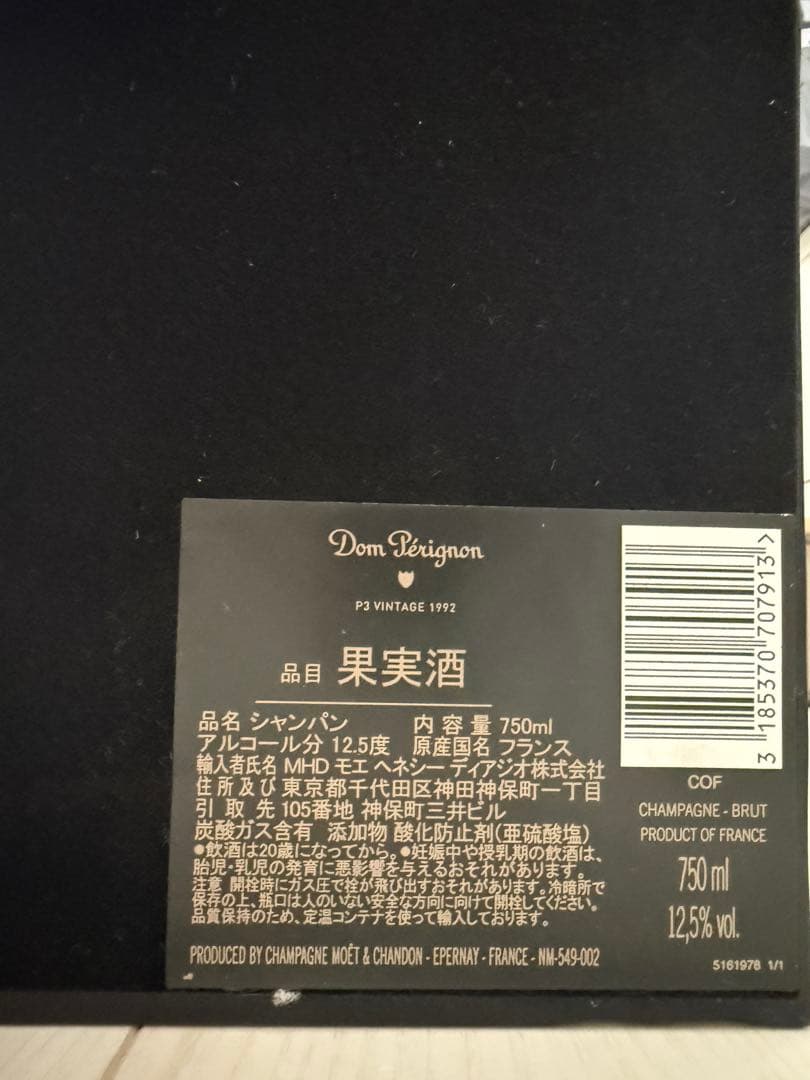 Dom Pérignon
P3 VINTAGE 1992
品目 果実酒
品名 シャンパン 内容量 750ml
アルコール分 12.5度 原産国名 フランス
輸入者氏名 MHD モエ ヘネシー ディアジオ株式会社
住所及び 東京都千代田区神田神保町一丁目
引取先 105番地 神保町三井ビル
炭酸ガス含有 添加物 酸化防止剤(亜硫酸塩)
●飲酒は20歳になってから。●妊娠中や授乳期の飲酒は、
胎児・乳児の発育に悪影響を与えるおそれがあります。
注意 開栓時にガス圧で栓が飛び出すおそれがあります。冷暗所で
保存の上、瓶口は人のいない安全な方向に向けて開栓してください。
品質保持のため、定温コンテナを使って輸入しております。
PRODUCED BY CHAMPAGNE MOËT & CHANDON - EPERNAY - FRANCE - NM-549-002
3 185370 707913 >
COF
CHAMPAGNE - BRUT
PRODUCT OF FRANCE
750 ml
12,5% vol.
5161978 1/1